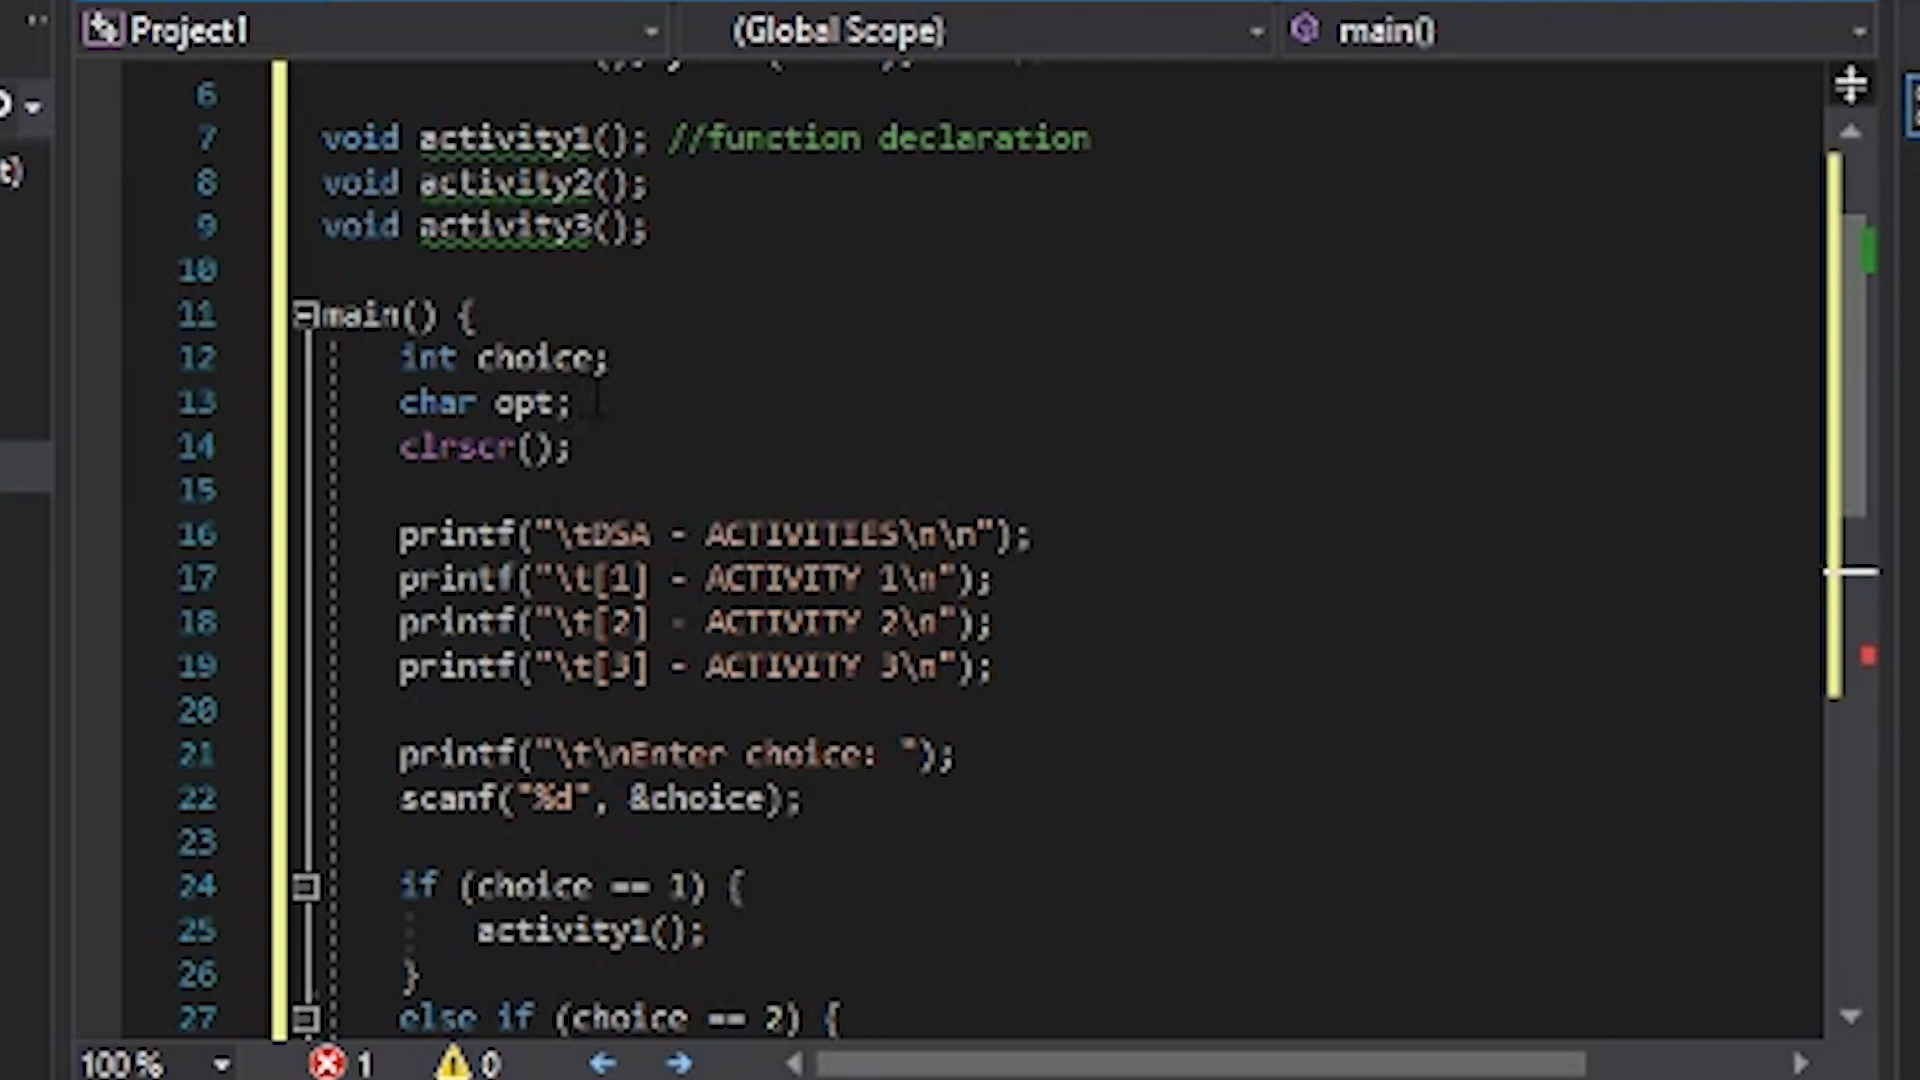 Project1 (Global Scope) main()
t)
6
7 void activity1(); //function declaration
8 void activity2();
9 void activity3();
10
11 main() {
12 int choice;
13 char opt;
14 clrscr();
15
16 printf("\tDSA - ACTIVITIES\n\n");
17 printf("\t[1] - ACTIVITY 1\n");
18 printf("\t[2] - ACTIVITY 2\n");
19 printf("\t[3] - ACTIVITY 3\n");
20
21 printf("\t\nEnter choice: ");
22 scanf("%d", &choice);
23
24 if (choice == 1) {
25 activity1();
26 }
27 else if (choice == 2) {
100 % 1 0